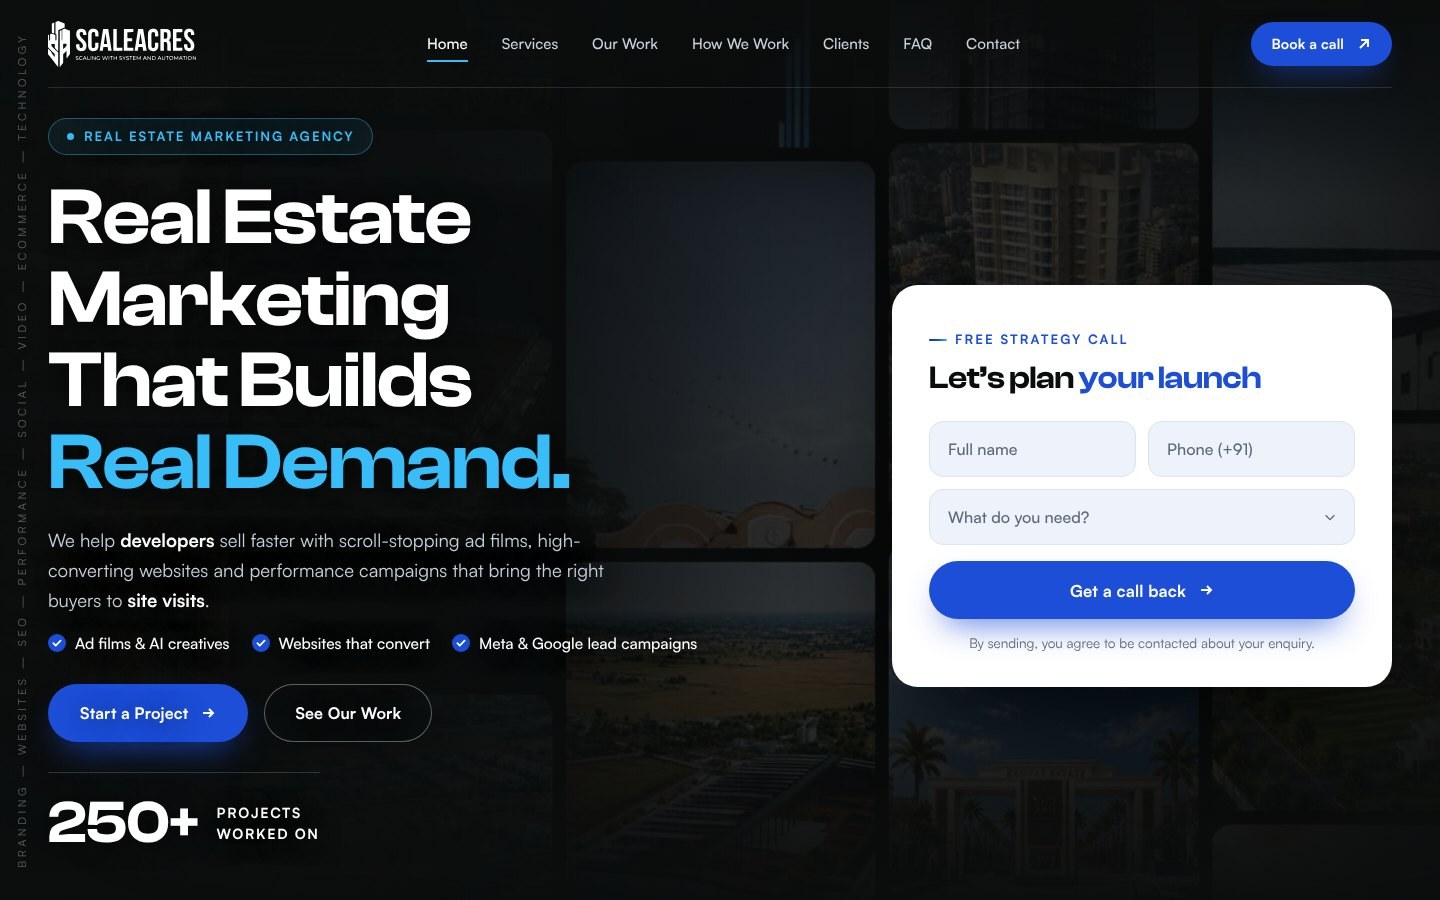 SCALEACRES
SCALING WITH SYSTEM AND AUTOMATION
Home
Services
Our Work
How We Work
Clients
FAQ
Contact
Book a call
BRANDING — WEBSITES — SEO — PERFORMANCE — SOCIAL — VIDEO — ECOMMERCE — TECHNOLOGY
REAL ESTATE MARKETING AGENCY
Real Estate
Marketing
That Builds
Real Demand.
We help developers sell faster with scroll-stopping ad films, high-
converting websites and performance campaigns that bring the right
buyers to site visits.
Ad films & AI creatives
Websites that convert
Meta & Google lead campaigns
Start a Project
See Our Work
250+
PROJECTS
WORKED ON
FREE STRATEGY CALL
Let's plan your launch
Full name
Phone (+91)
What do you need?
Get a call back
By sending, you agree to be contacted about your enquiry.